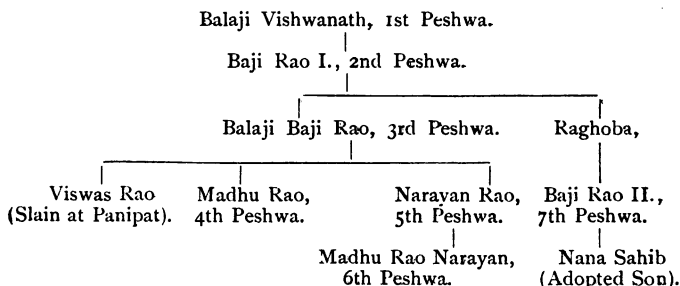 Balaji Vishwanath, 1st Peshwa.
Baji Rao I., 2nd Peshwa.
Balaji Baji Rao, 3rd Peshwa. Raghoba,
Viswas Rao Madhu Rao, Narayan Rao, Baji Rao II.,
(Slain at Panipat). 4th Peshwa. 5th Peshwa. 7th Peshwa.
Madhu Rao Narayan, Nana Sahib
6th Peshwa. (Adopted Son).